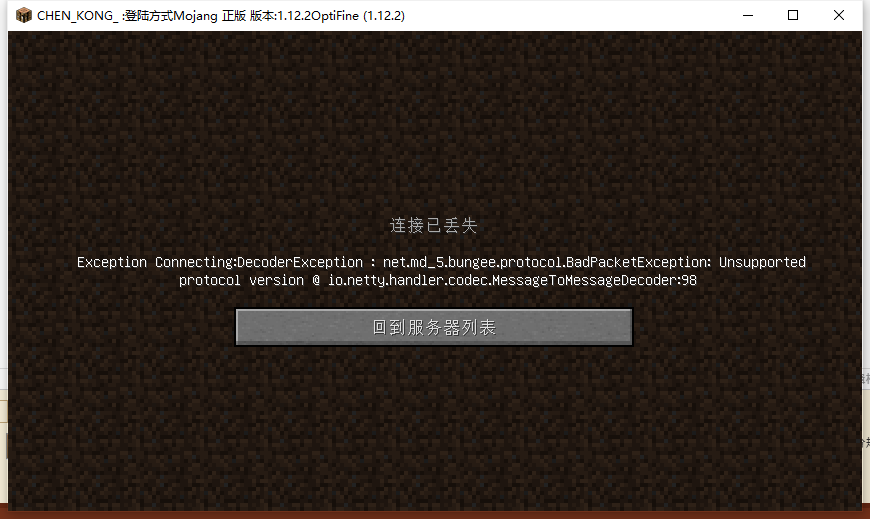 CHEN_KONG_ :登陆方式Mojang 正版 版本:1.12.2OptiFine (1.12.2)
连接已丢失
Exception Connecting:DecoderException : net.md_5.bungee.protocol.BadPacketException: Unsupported
protocol version @ io.netty.handler.codec.MessageToMessageDecoder:98
回到服务器列表